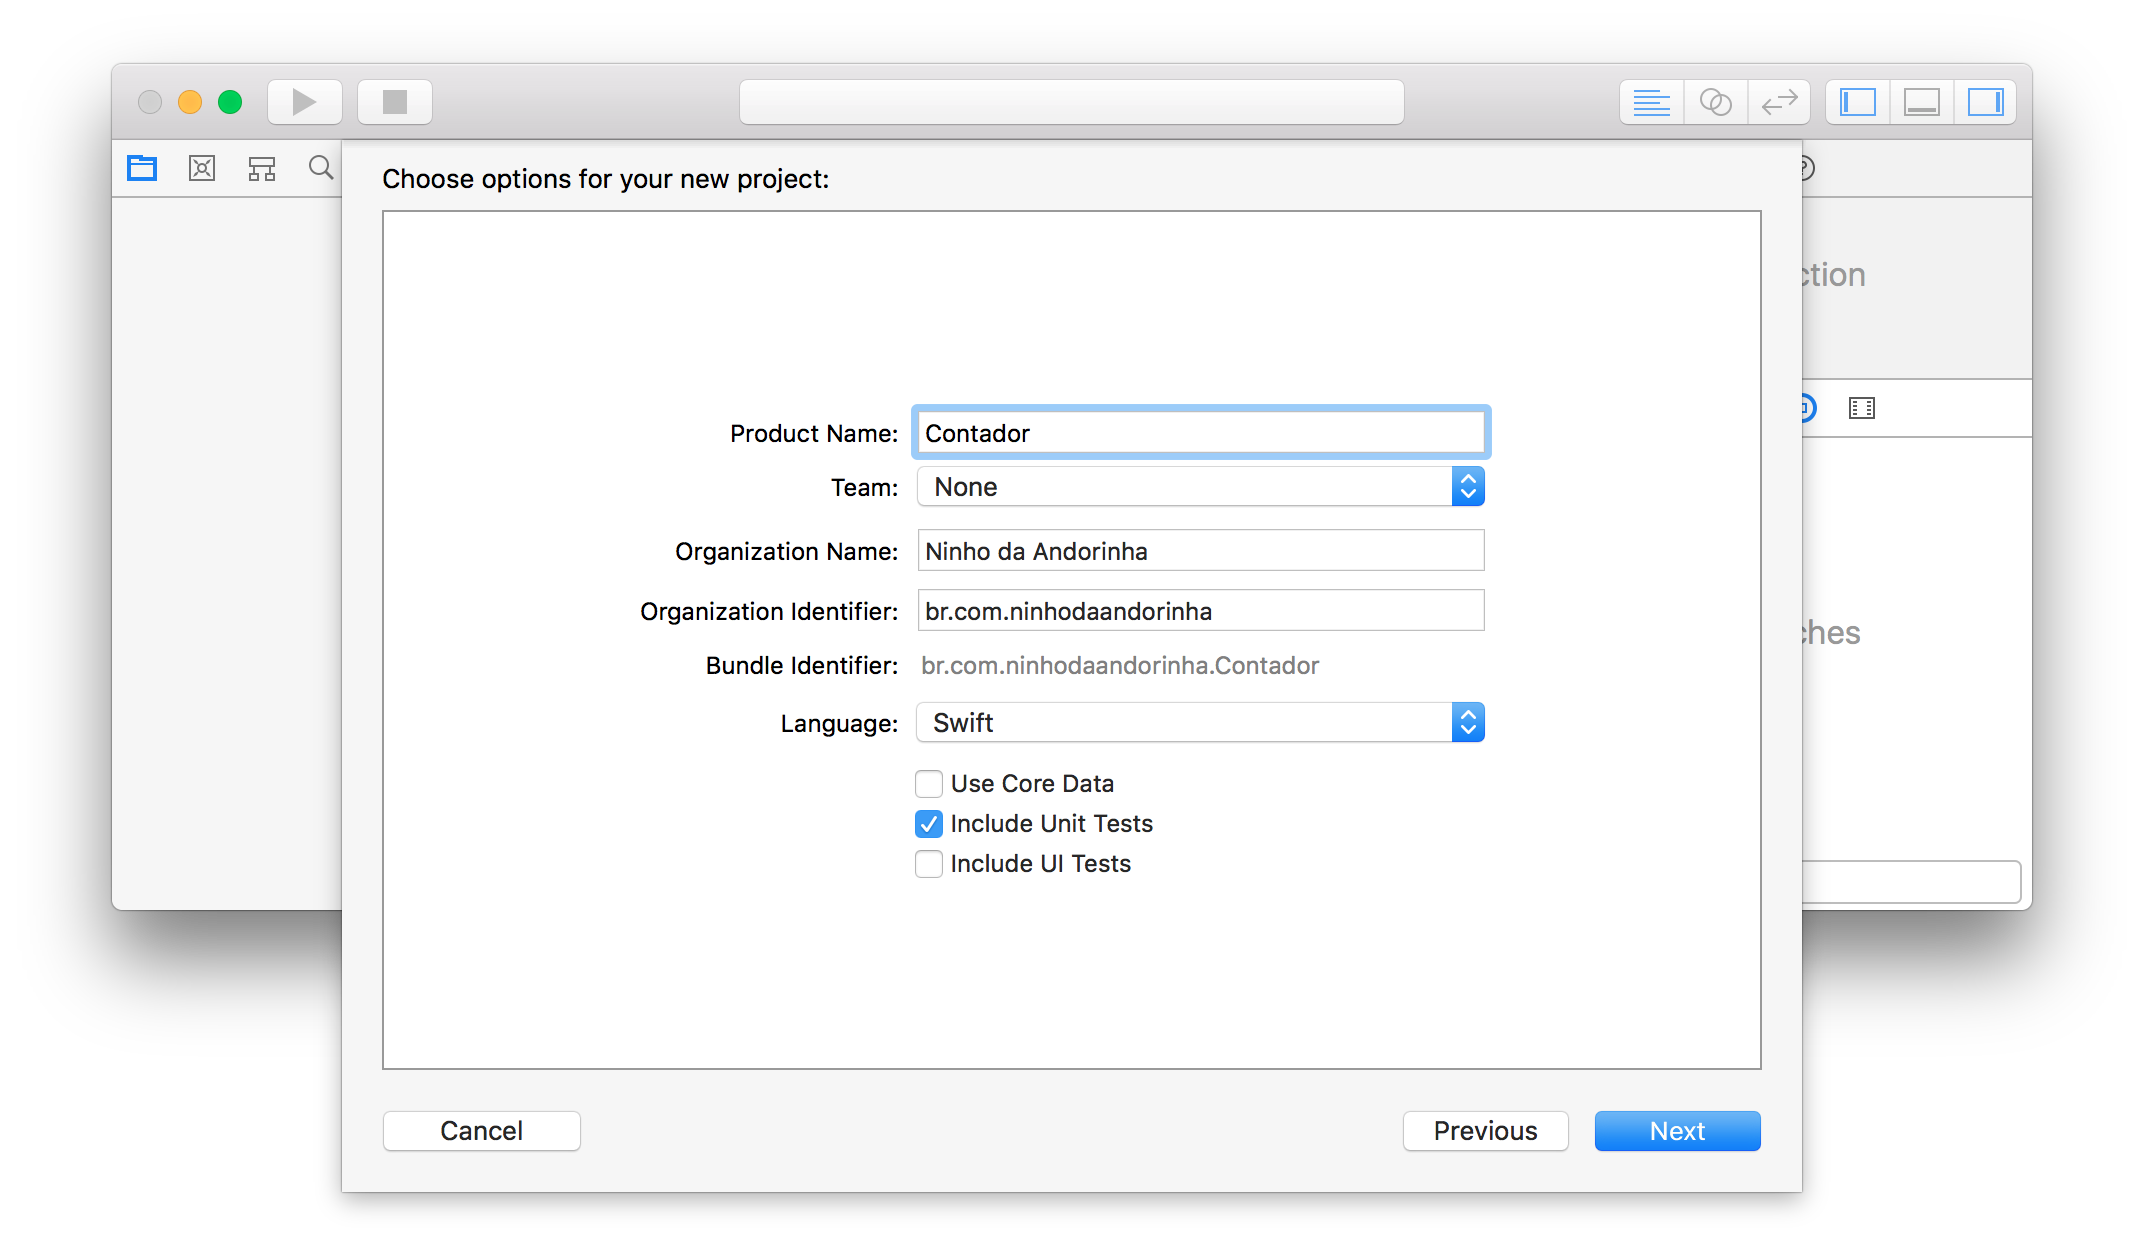 Choose options for your new project:
ction
Product Name: Contador
Team: None
Organization Name: Ninho da Andorinha
Organization Identifier: br.com.ninhodaandorinha
ches
Bundle Identifier: br.com.ninhodaandorinha.Contador
Language: Swift
Use Core Data
Include Unit Tests
Include UI Tests
Cancel
Previous
Next